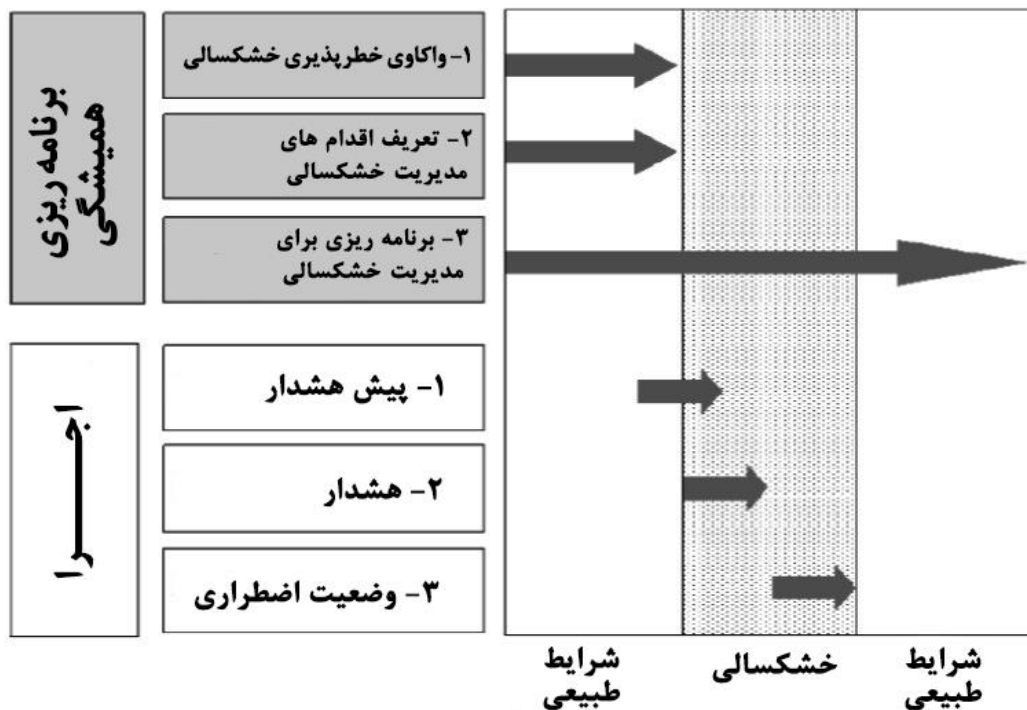 برنامه ریزی
همیشگی
۱- واکاوی خطرپذیری خشکسالی
۲- تعریف اقدام های
مدیریت خشکسالی
۳- برنامه ریزی برای
مدیریت خشکسالی
اجــــــرا
۱- پیش هشدار
۲- هشدار
۳- وضعیت اضطراری
شرایط
طبیعی
خشکسالی
شرایط
طبیعی